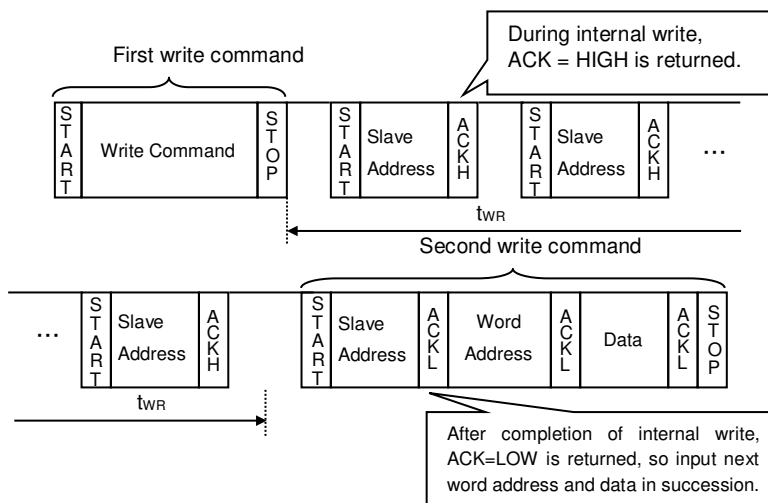 First write command
During internal write,
ACK = HIGH is returned.
START
Write Command
STOP
START
Slave
Address
ACKH
START
Slave
Address
ACKH
...
tWR
Second write command
...
START
Slave
Address
ACKH
START
Slave
Address
ACKL
Word
Address
ACKL
Data
ACKL
STOP
tWR
After completion of internal write,
ACK=LOW is returned, so input next
word address and data in succession.